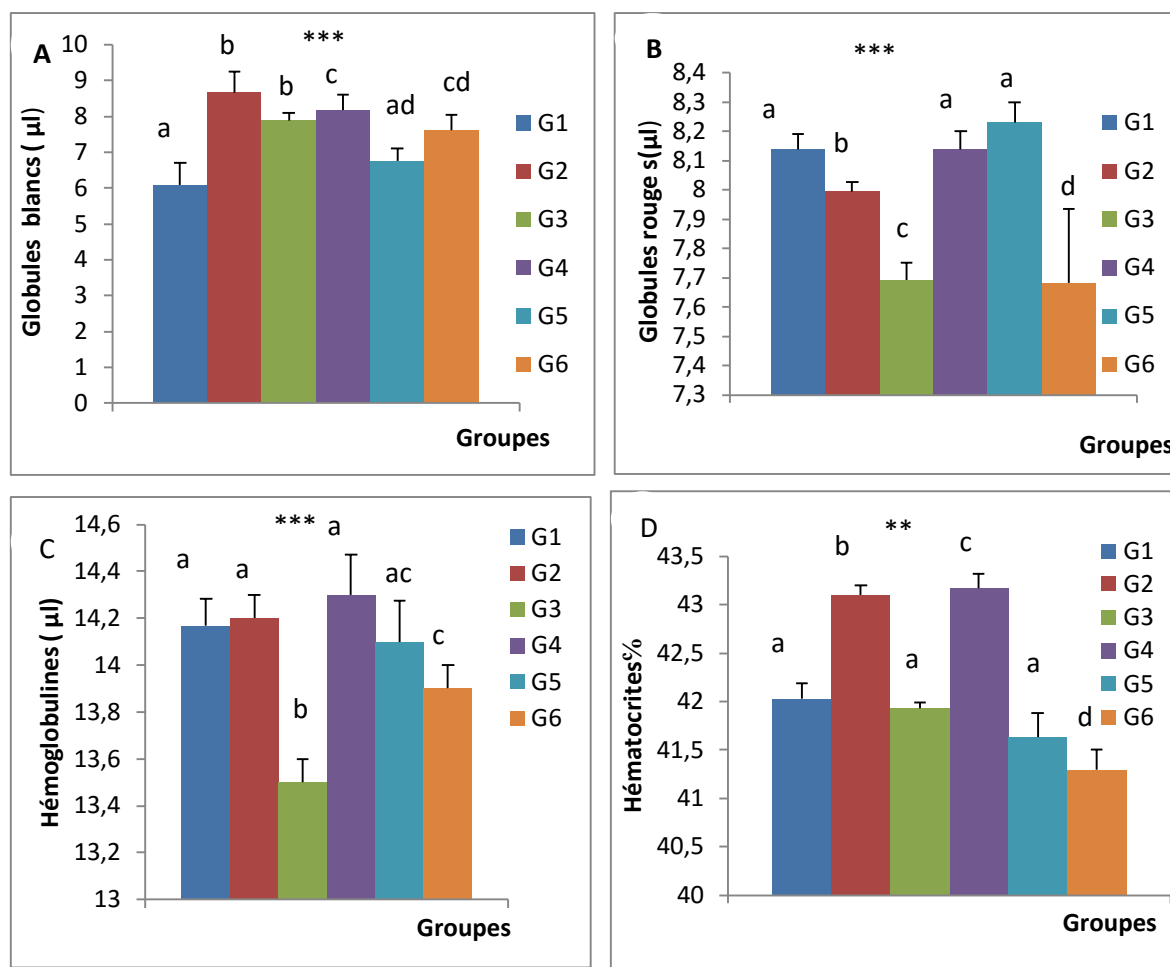 A
***
Globules blancs ( µl)
10
9
8
7
6
5
4
3
2
1
0
a
b
b
c
ad
cd
G1
G2
G3
G4
G5
G6
Groupes
B
***
Globules rouge s(µl)
8,4
8,3
8,2
8,1
8
7,9
7,8
7,7
7,6
7,5
7,4
7,3
a
b
c
a
a
d
G1
G2
G3
G4
G5
G6
Groupes
C
***
Hémoglobulines ( µl)
14,6
14,4
14,2
14
13,8
13,6
13,4
13,2
13
a
a
b
a
ac
c
G1
G2
G3
G4
G5
G6
Groupes
D
**
Hématocrites%
43,5
43
42,5
42
41,5
41
40,5
40
a
b
a
c
a
d
G1
G2
G3
G4
G5
G6
Groupes